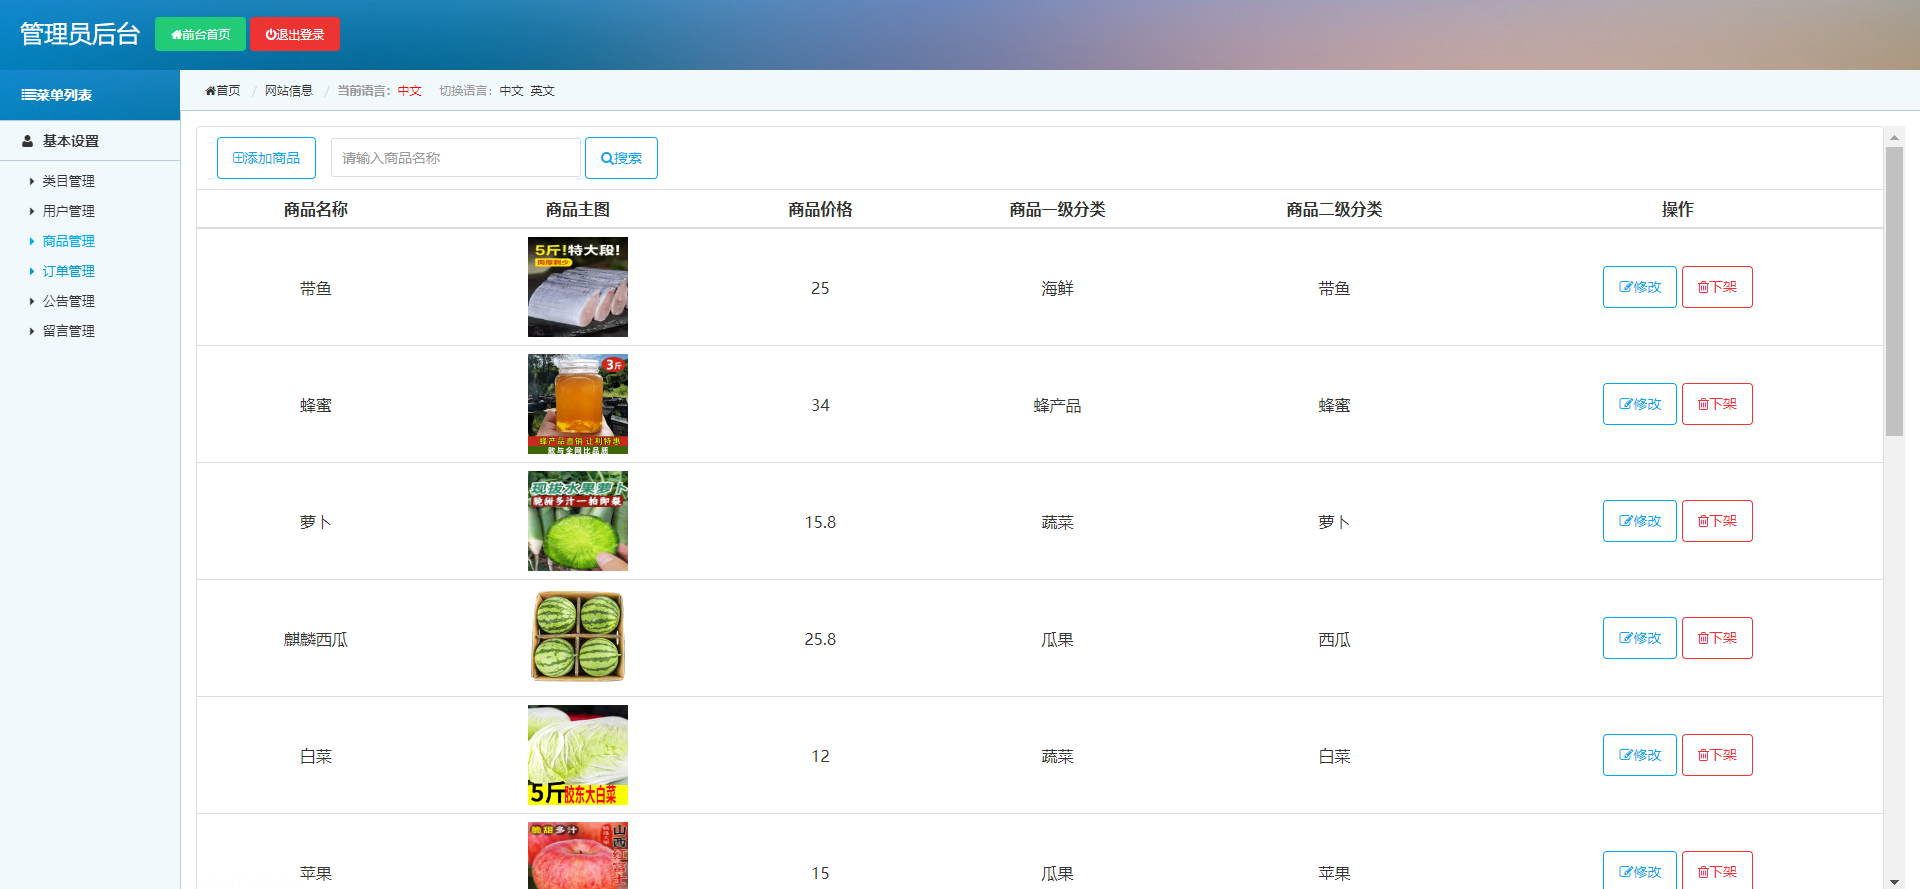 管理员后台 前台首页 退出登录
菜单列表
首页 / 网站信息 / 当前语言：中文 切换语言：中文 英文
基本设置
类目管理
用户管理
商品管理
订单管理
公告管理
留言管理
添加商品 请输入商品名称 搜索
商品名称 商品主图 商品价格 商品一级分类 商品二级分类 操作
5斤!特大段!
肉厚刺少
带鱼 25 海鲜 带鱼 修改 下架
3斤
蜂蜜 34 蜂产品 蜂蜜 修改 下架
蜂产品直销 让利特惠
敢与全网比品质
现拔水果萝卜
脆甜多汁一拍即裂
萝卜 15.8 蔬菜 萝卜 修改 下架
麒麟西瓜 25.8 瓜果 西瓜 修改 下架
白菜 12 蔬菜 白菜 修改 下架
5斤胶东大白菜
脆甜多汁
山西红富士
苹果 15 瓜果 苹果 修改 下架